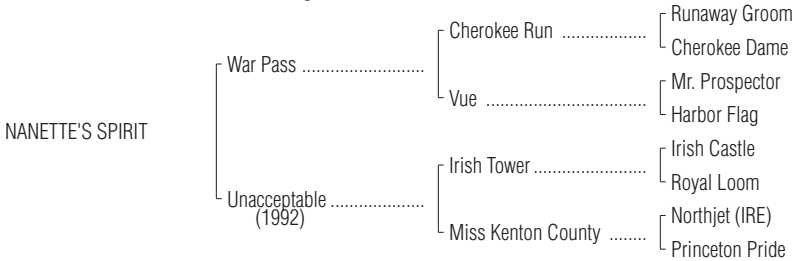 Runaway Groom
Cherokee Run ..................
Cherokee Dame
War Pass ..........................
Mr. Prospector
Vue ..................................
Harbor Flag
NANETTE'S SPIRIT
Irish Castle
Irish Tower ........................
Royal Loom
Unacceptable ....................
(1992)
Northjet (IRE)
Miss Kenton County ........
Princeton Pride